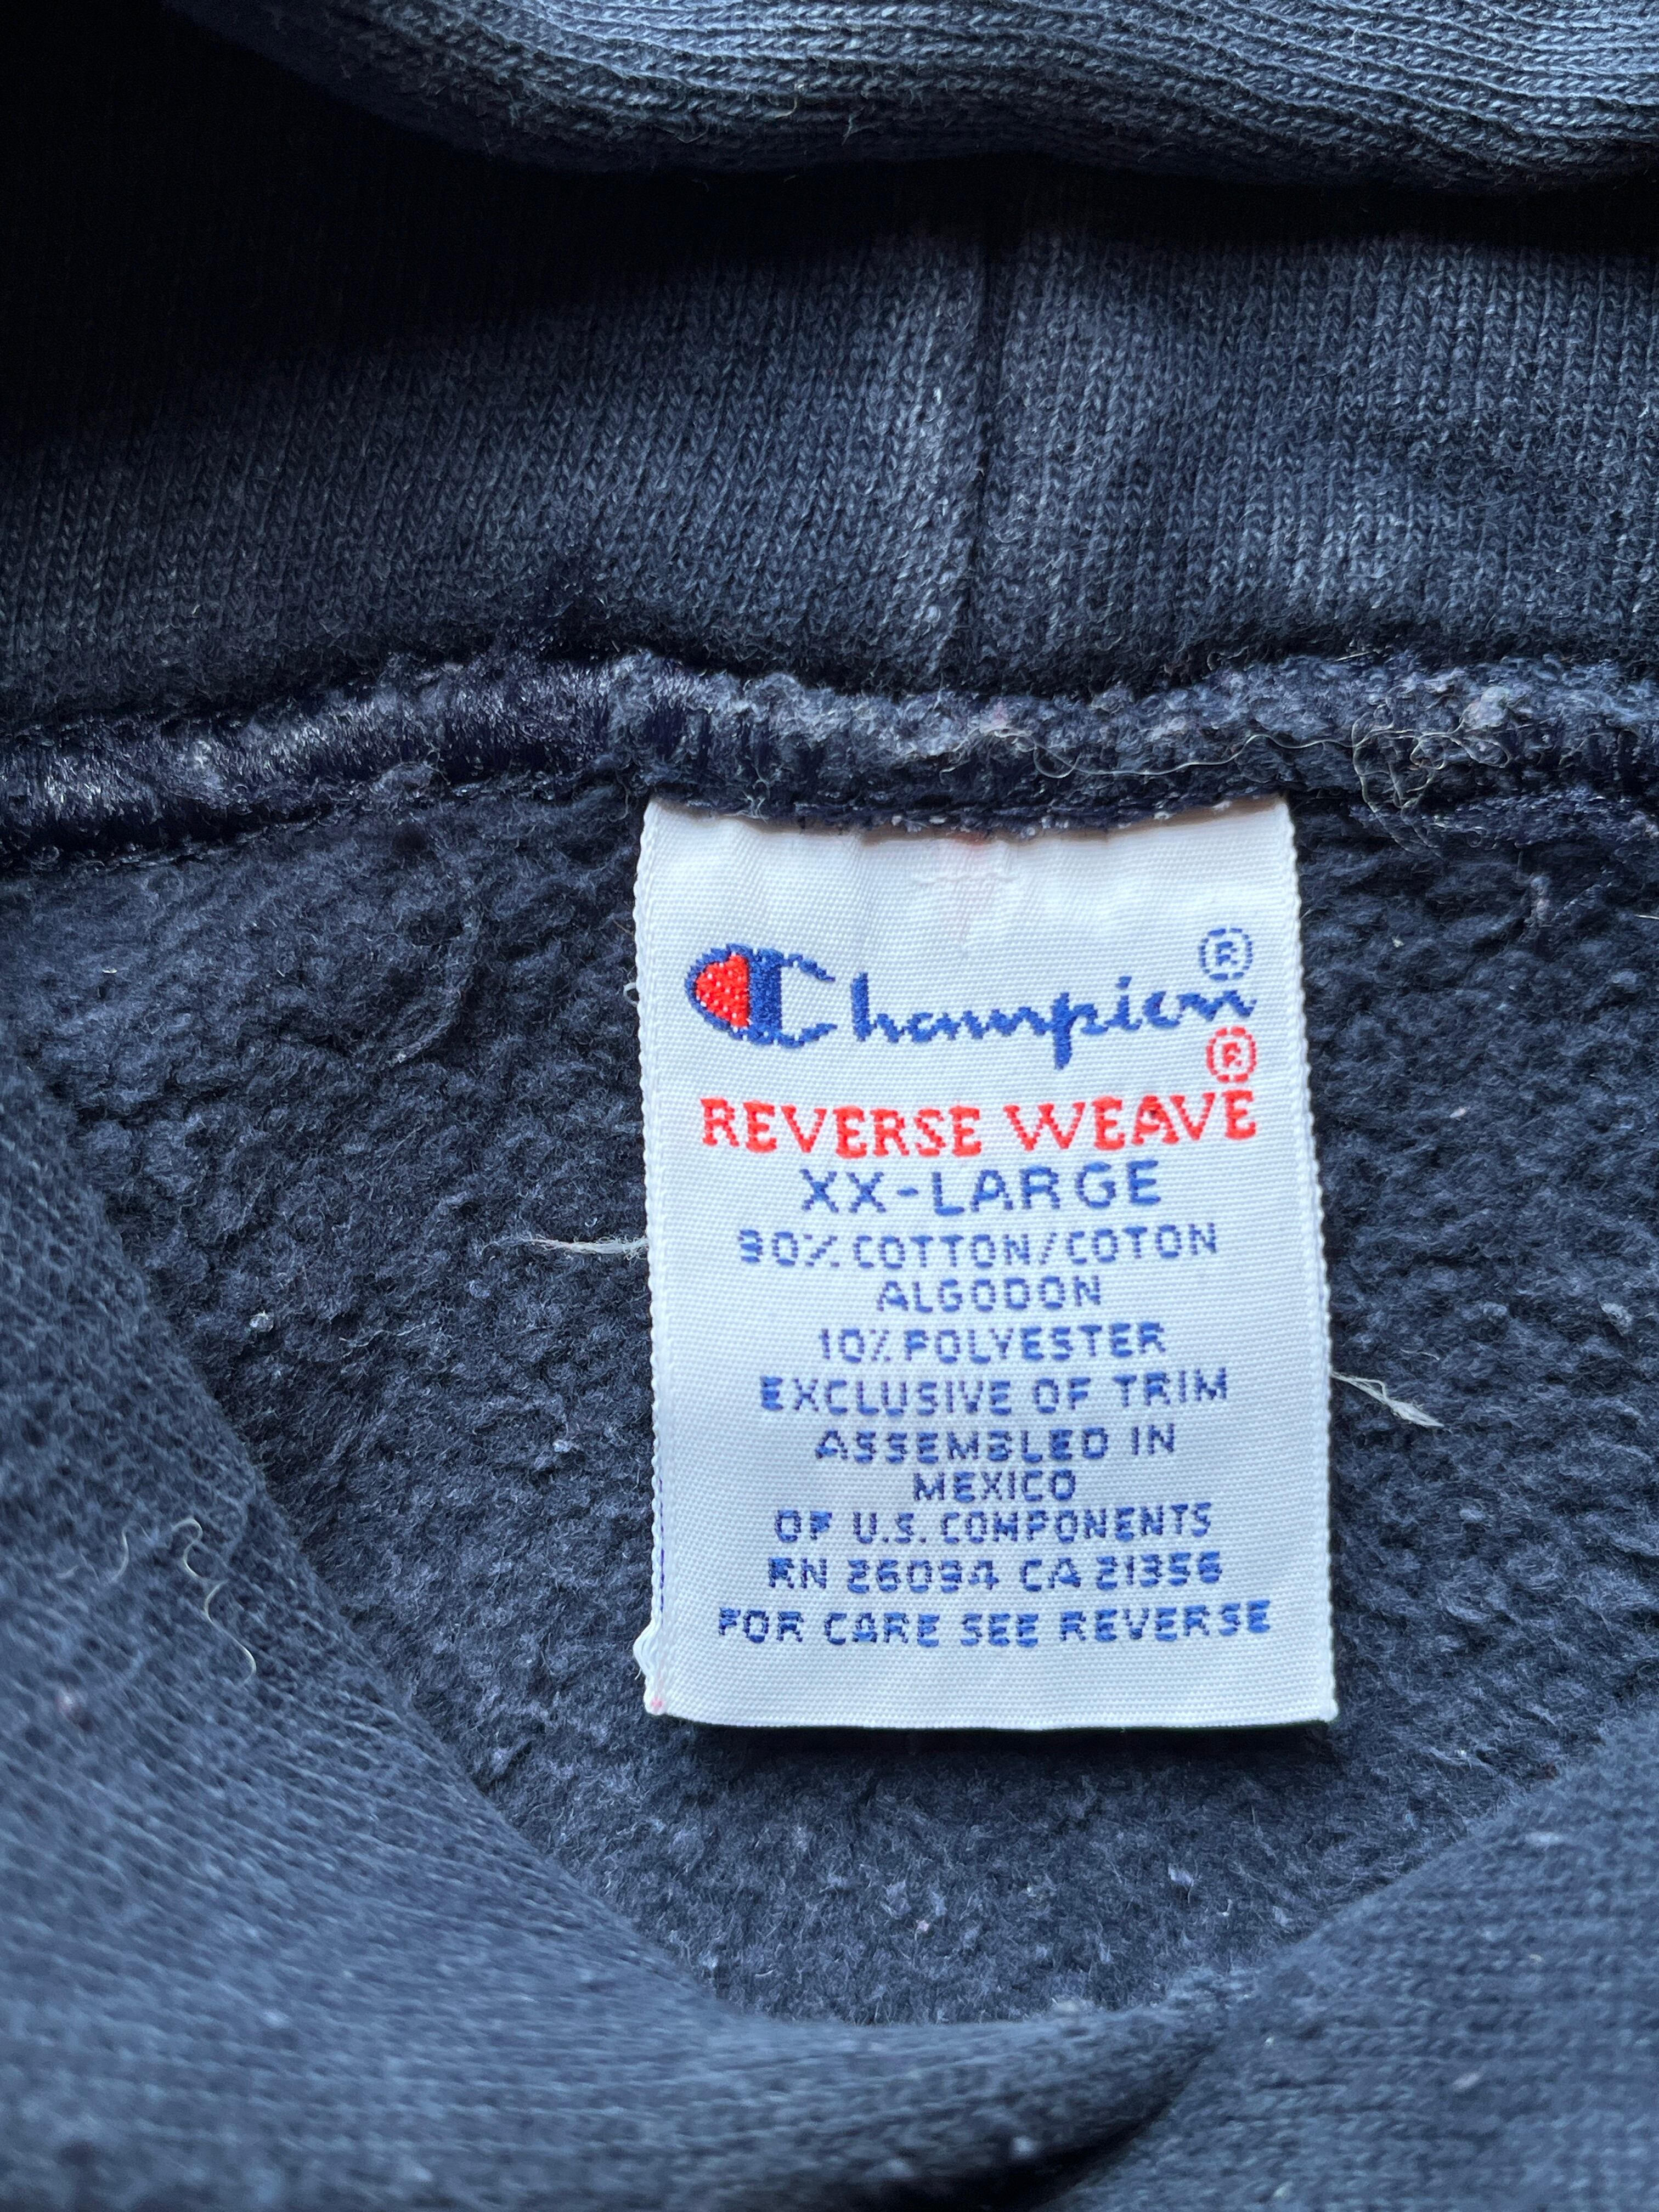 Champion®
®
REVERSE WEAVE
XX-LARGE
90% COTTON/COTON
ALGODON
10% POLYESTER
EXCLUSIVE OF TRIM
ASSEMBLED IN
MEXICO
OF U.S. COMPONENTS
RN 26094 CA 21356
FOR CARE SEE REVERSE